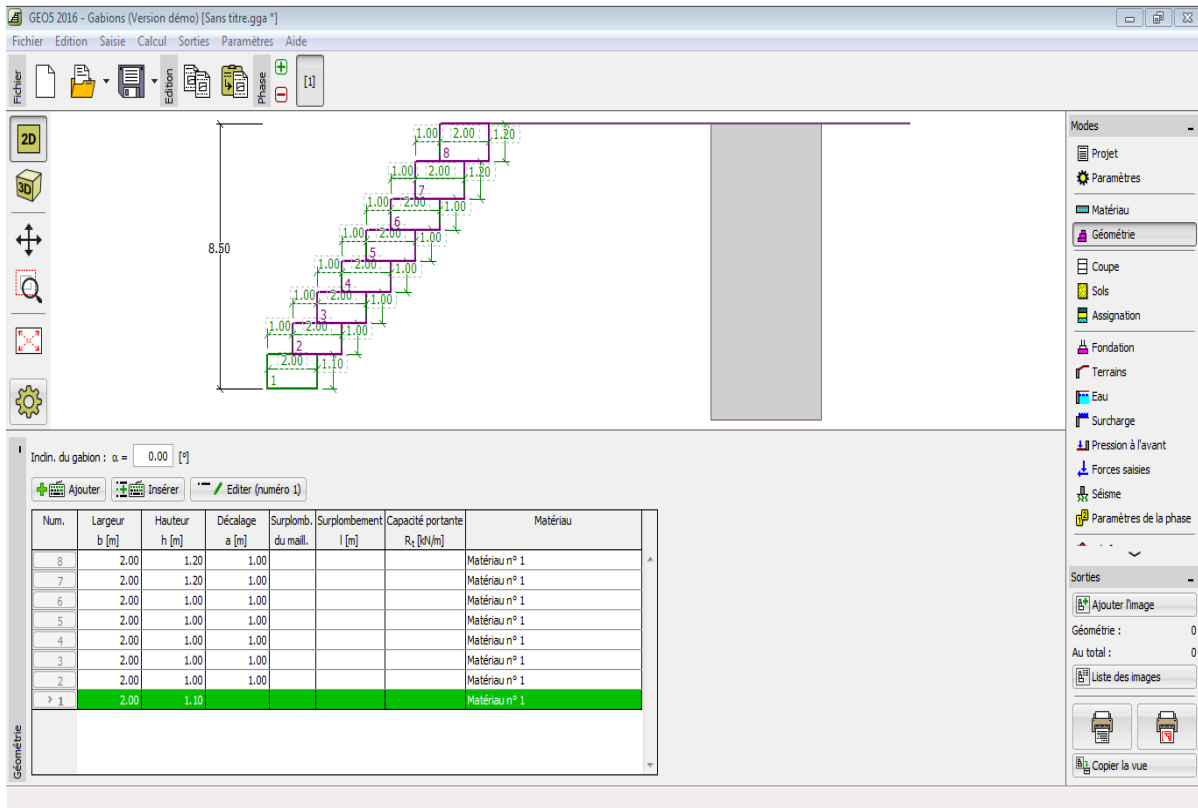 GEO5 2016 - Gabions (Version démo) [Sans titre.gga *]
Fichier Edition Saisie Calcul Sorties Paramètres Aide
Fichier
Edition
Phase
[1]
2D
3D
8.50
1.00 2.00 1.20
8
1.00 2.00 1.20
7
1.00 2.00 1.00
6
1.00 2.00 1.00
5
1.00 2.00 1.00
4
1.00 2.00 1.00
3
1.00 2.00 1.00
2
2.00 1.10
1
Modes
Projet
Paramètres
Matériau
Géométrie
Coupe
Sols
Assignation
Fondation
Terrains
Eau
Surcharge
Pression à l'avant
Forces saisies
Séisme
Paramètres de la phase
Géométrie
Inclin. du gabion : α = 0.00 [°]
Ajouter Insérer Editer (numéro 1)
Num. Largeur Hauteur Décalage Surplomb. Surplombement Capacité portante Matériau
b [m] h [m] a [m] du maill. l [m] Rt [kN/m]
8 2.00 1.20 1.00 Matériau n° 1
7 2.00 1.20 1.00 Matériau n° 1
6 2.00 1.00 1.00 Matériau n° 1
5 2.00 1.00 1.00 Matériau n° 1
4 2.00 1.00 1.00 Matériau n° 1
3 2.00 1.00 1.00 Matériau n° 1
2 2.00 1.00 1.00 Matériau n° 1
> 1 2.00 1.10 Matériau n° 1
Sorties
Ajouter l'image
Géométrie : 0
Au total : 0
Liste des images
Copier la vue